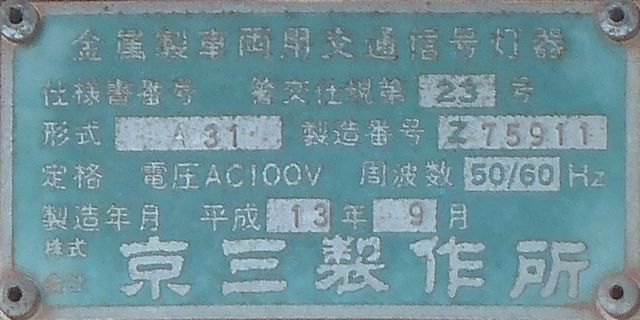 金属製車両用交通信号灯器
仕様書番号 警交仕規第 23 号
形式 A 31 製造番号 Z 75911
定格 電圧AC100V 周波数 50/60 Hz
製造年月 平成 13 年 9 月
株式会社 京三製作所